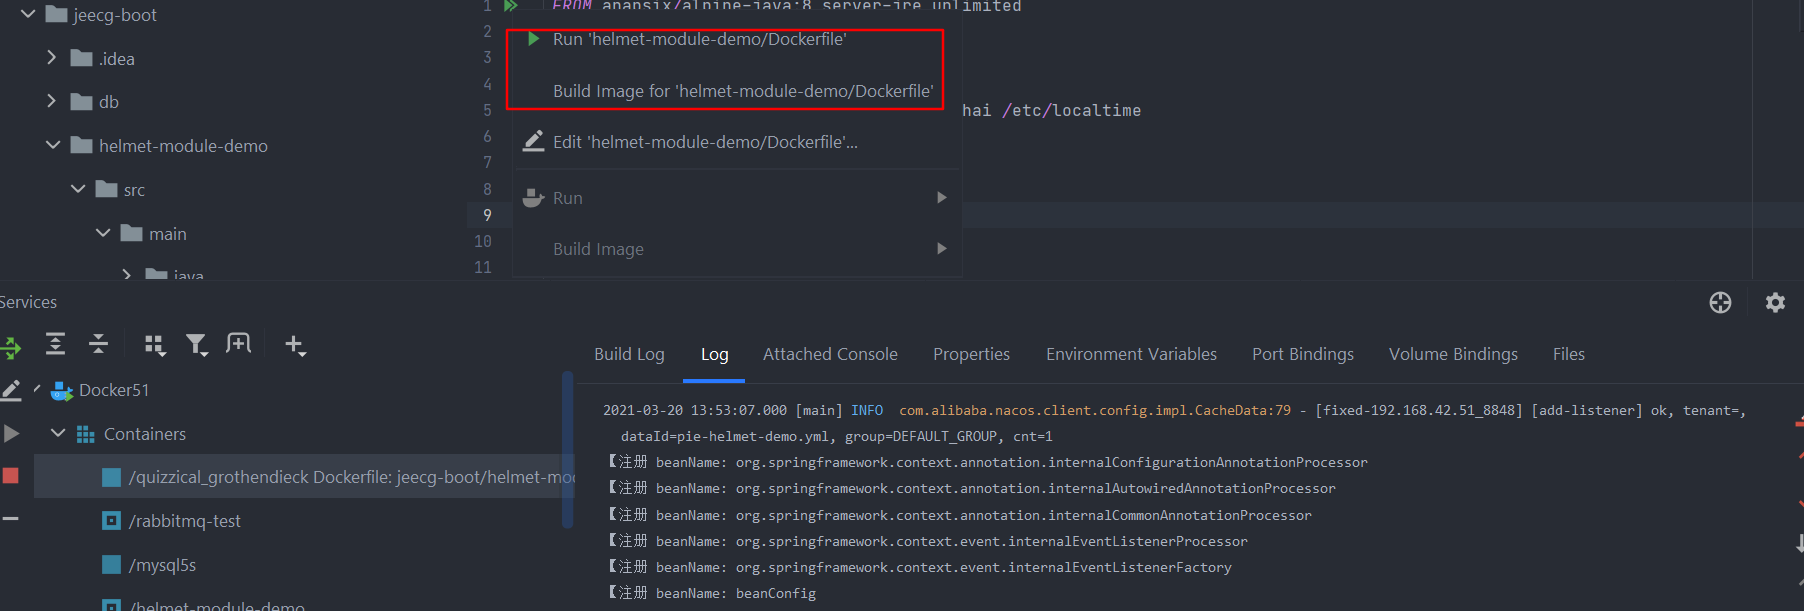 jeecg-boot
.idea
db
helmet-module-demo
src
main
java
1 FROM anapsix/alpine-java:8_server-jre_unlimited
2
3
4
5 hai /etc/localtime
6
7
8
9
10
11
Run 'helmet-module-demo/Dockerfile'
Build Image for 'helmet-module-demo/Dockerfile'
Edit 'helmet-module-demo/Dockerfile'...
Run
Build Image
Services
Docker51
Containers
/quizzical_grothendieck Dockerfile: jeecg-boot/helmet-mod
/rabbitmq-test
/mysql5s
/helmet-module-demo
Build Log Log Attached Console Properties Environment Variables Port Bindings Volume Bindings Files
2021-03-20 13:53:07.000 [main] INFO com.alibaba.nacos.client.config.impl.CacheData:79 - [fixed-192.168.42.51_8848] [add-listener] ok, tenant=,
dataId=pie-helmet-demo.yml, group=DEFAULT_GROUP, cnt=1
【注册 beanName: org.springframework.context.annotation.internalConfigurationAnnotationProcessor
【注册 beanName: org.springframework.context.annotation.internalAutowiredAnnotationProcessor
【注册 beanName: org.springframework.context.annotation.internalCommonAnnotationProcessor
【注册 beanName: org.springframework.context.event.internalEventListenerProcessor
【注册 beanName: org.springframework.context.event.internalEventListenerFactory
【注册 beanName: beanConfig